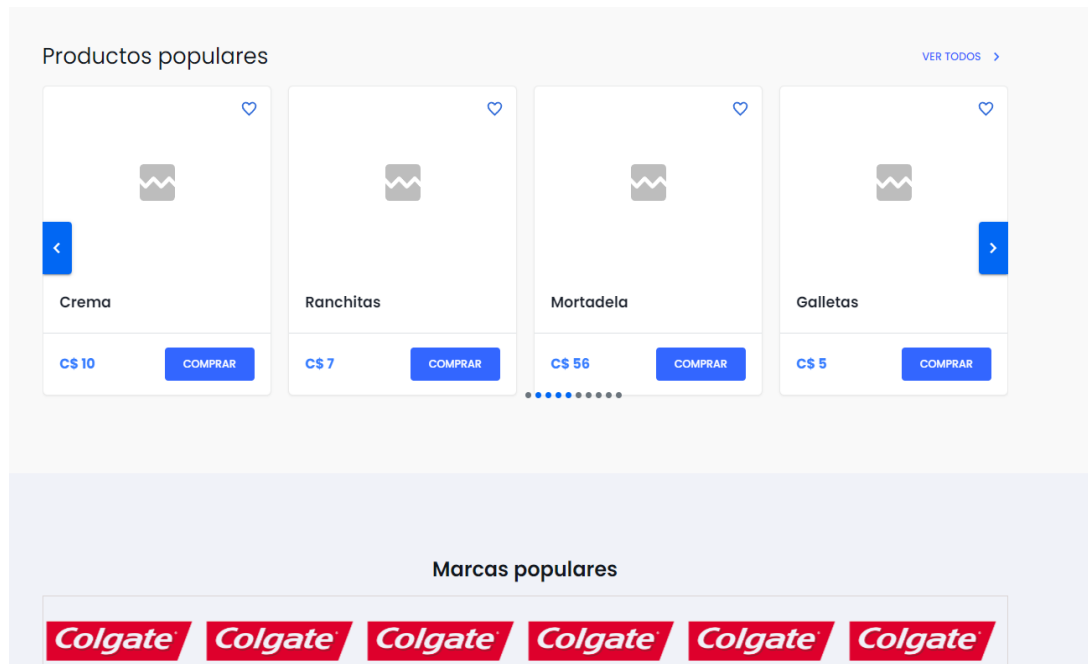 Productos populares
VER TODOS
Crema
Ranchitas
Mortadela
Galletas
C$ 10
COMPRAR
C$ 7
COMPRAR
C$ 56
COMPRAR
C$ 5
COMPRAR
Marcas populares
Colgate Colgate Colgate Colgate Colgate Colgate